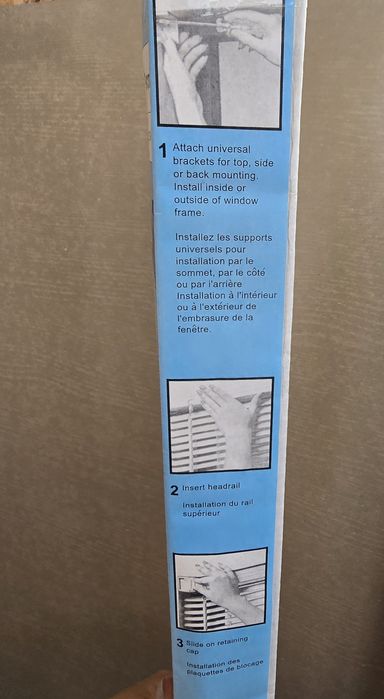 1 Attach universal
brackets for top, side
or back mounting.
Install inside or
outside of window
frame.
Installez les supports
universels pour
installation par le
sommet, par le côté
ou par l'arrière
Installation à l'intérieur
ou à l'extérieur de
l'embrasure de la
fenêtre.
2 Insert headrail
Installation du rail
supérieur
3 Slide on retaining
cap
Installation des
plaquettes de blocage